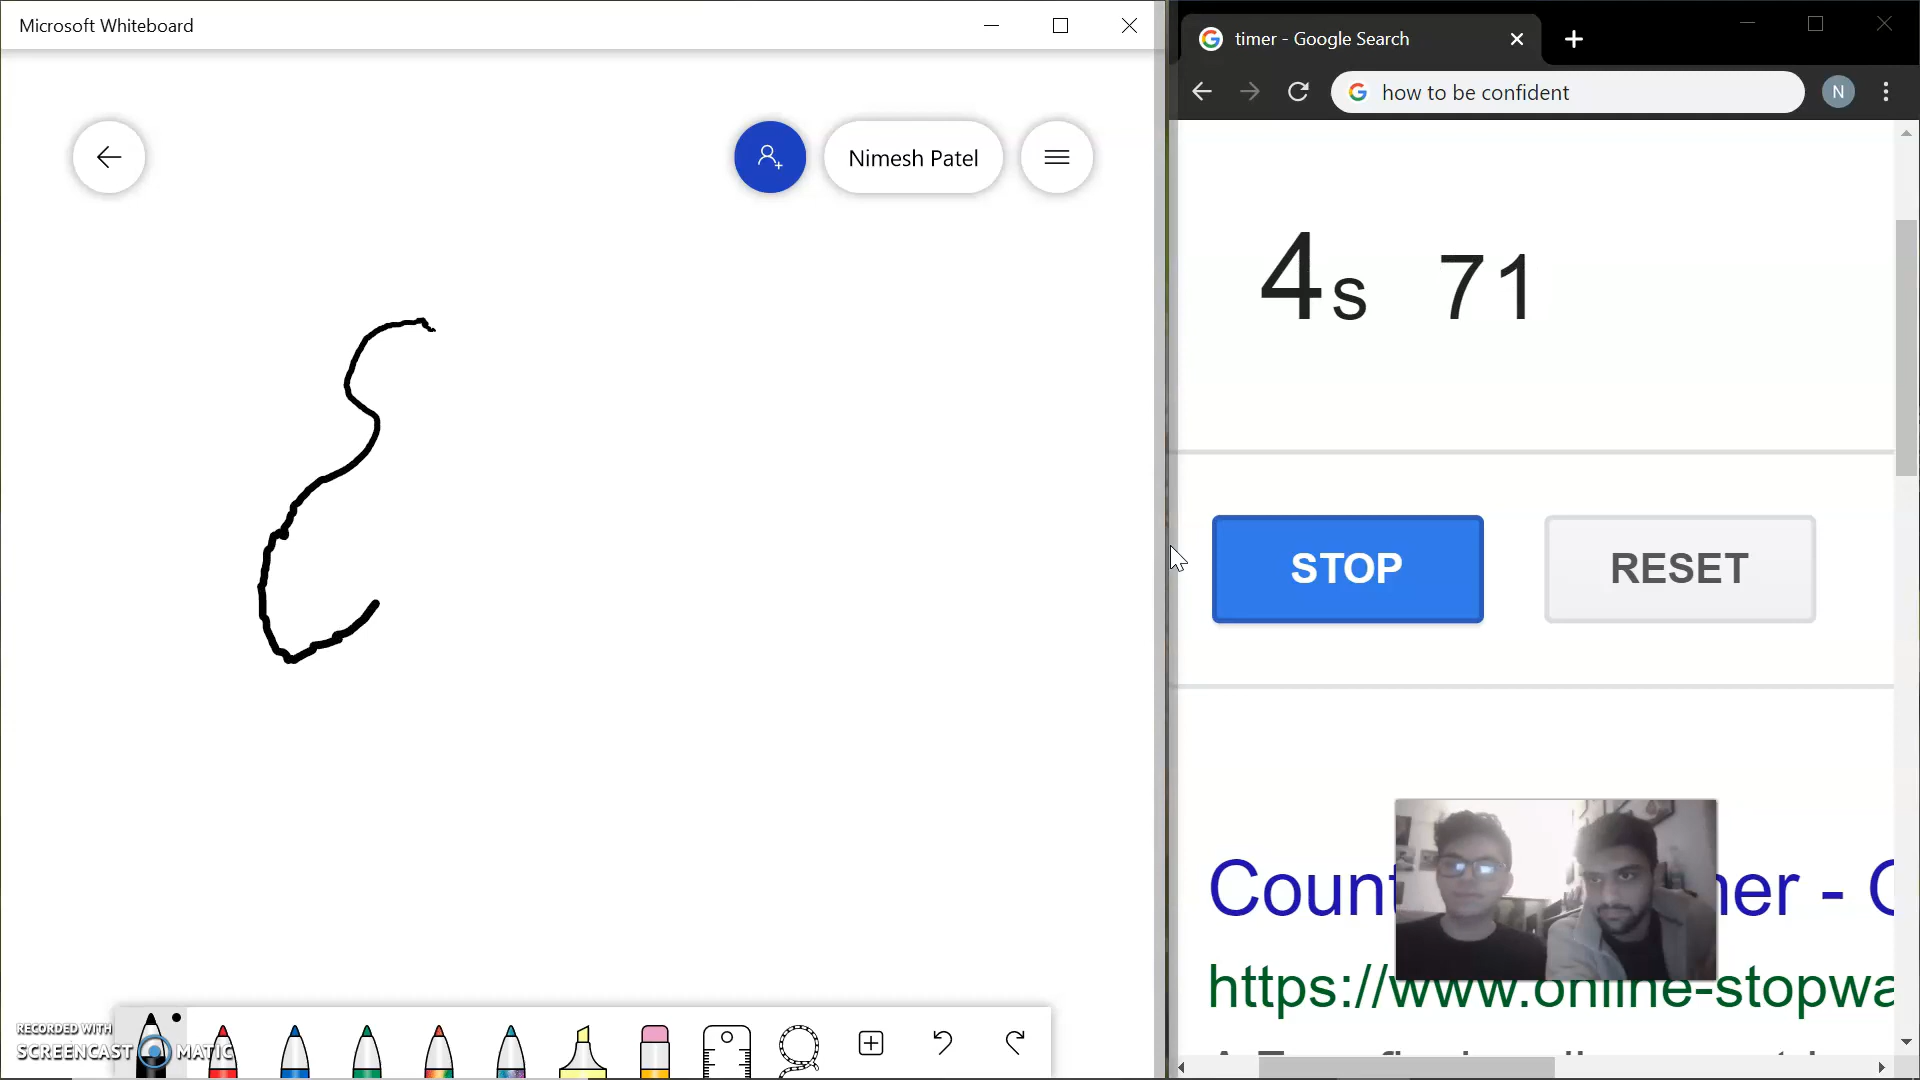 Microsoft Whiteboard
Nimesh Patel
timer - Google Search
how to be confident
N
4s 71
STOP
RESET
Count
ner - 
https://www.online-stopwa
RECORDED WITH
SCREENCAST MATIC